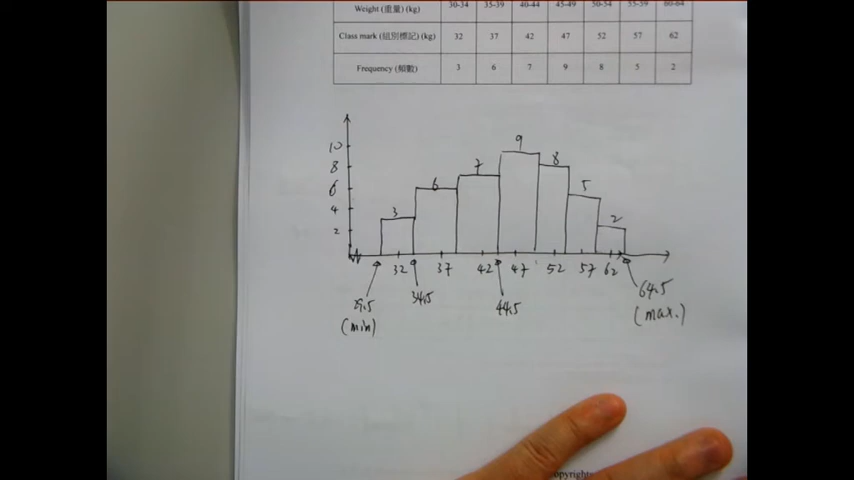 Weight (重量) (kg) 30-34 35-39 40-44 45-49 50-54 55-59 60-64
Class mark (組別標記) (kg) 32 37 42 47 52 57 62
Frequency (頻數) 3 6 7 9 8 5 2
10
8
6
4
2
3 6 7 9 8 5 2
32 37 42 47 52 57 62
29.5 34.5 44.5 64.5
(min) (max.)